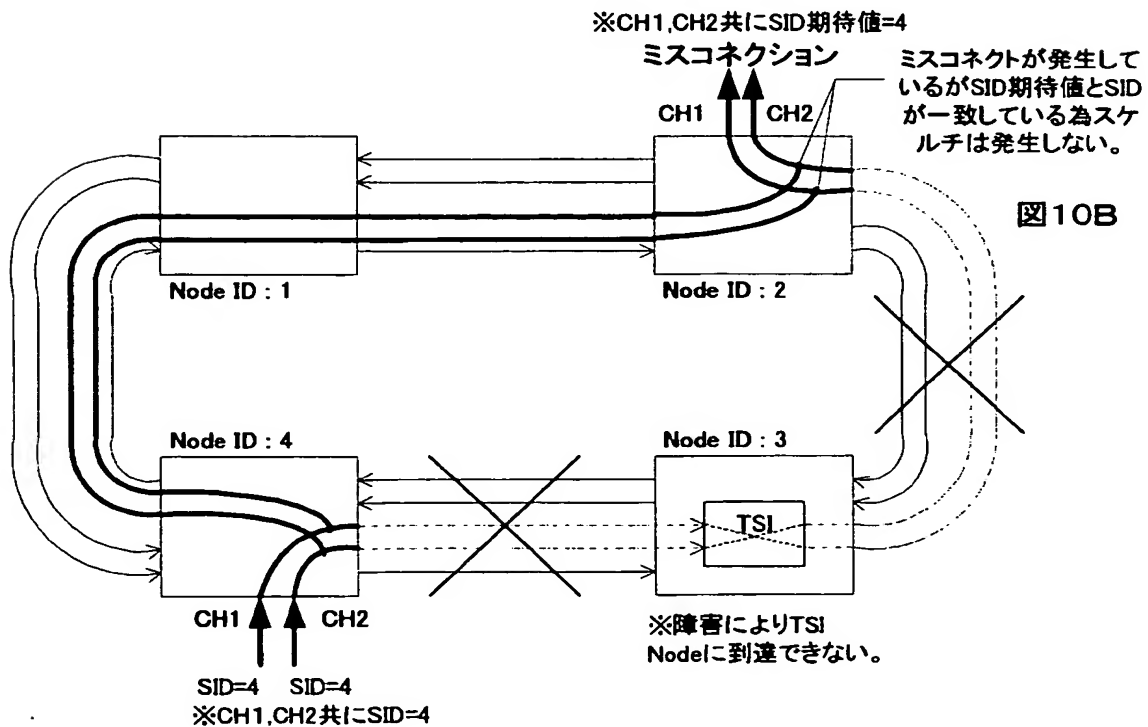 ※CH1,CH2共にSID期待値=4
ミスコネクション
ミスコネクトが発生して
いるがSID期待値とSID
が一致している為スケ
ルチは発生しない。
CH1
CH2
図10B
Node ID : 1
Node ID : 2
Node ID : 4
Node ID : 3
TSI
CH1
CH2
※障害によりTSI
Nodeに到達できない。
SID=4
SID=4
※CH1,CH2共にSID=4